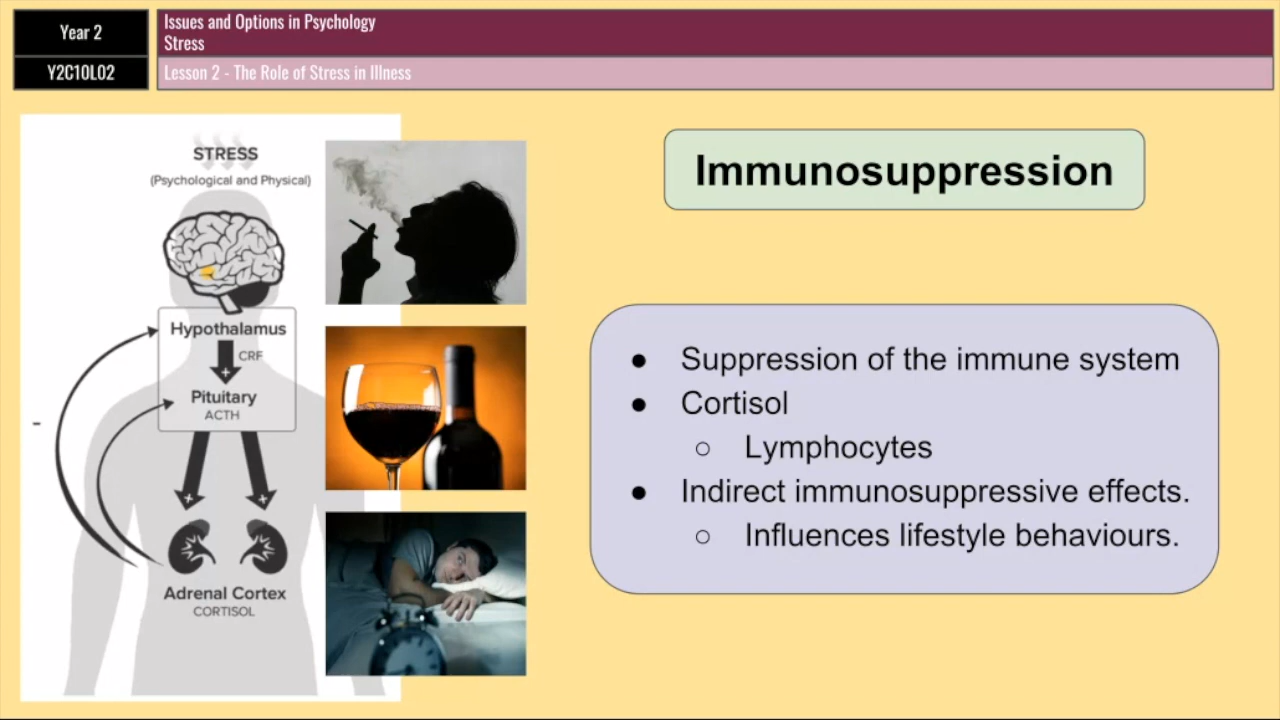 Year 2
Issues and Options in Psychology
Stress
Y2C10L02
Lesson 2 - The Role of Stress in Illness
STRESS
(Psychological and Physical)
Hypothalamus
CRF
+
Pituitary
ACTH
-
+ +
Adrenal Cortex
CORTISOL
Immunosuppression
● Suppression of the immune system
● Cortisol
○ Lymphocytes
● Indirect immunosuppressive effects.
○ Influences lifestyle behaviours.